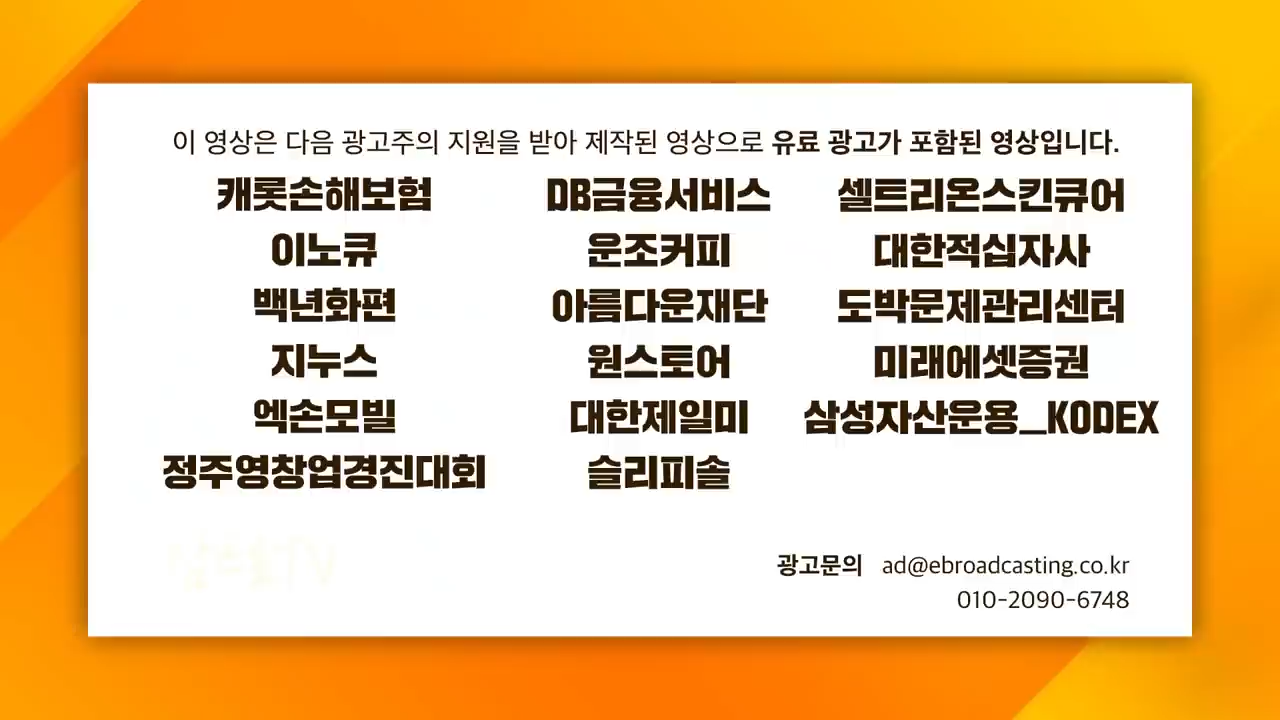 이 영상은 다음 광고주의 지원을 받아 제작된 영상으로 유료 광고가 포함된 영상입니다.
캐롯손해보험 DB금융서비스 셀트리온스킨큐어
이노큐 운조커피 대한적십자사
백년화편 아름다운재단 도박문제관리센터
지누스 원스토어 미래에셋증권
엑손모빌 대한제일미 삼성자산운용_KODEX
정주영창업경진대회 슬리피솔
광고문의 ad@ebroadcasting.co.kr
010-2090-6748